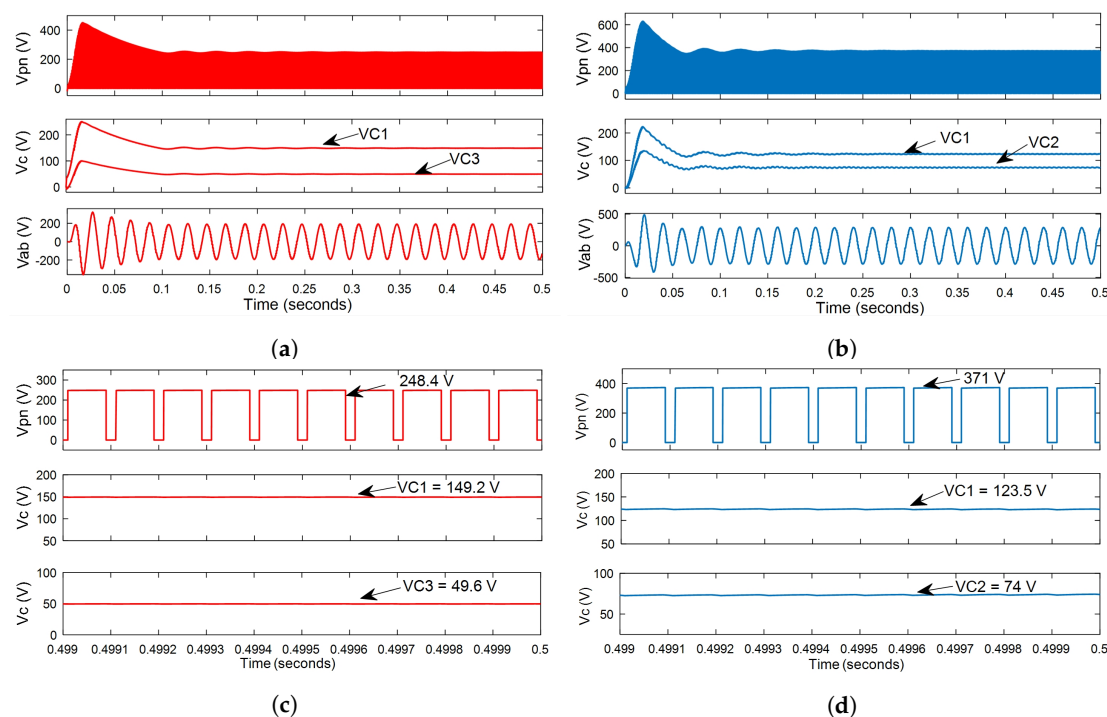 Vpn (V)
400
200
0
Vc (V)
200
100
0
VC1
VC3
Vab (V)
200
0
-200
0 0.05 0.1 0.15 0.2 0.25 0.3 0.35 0.4 0.45 0.5
Time (seconds)
(a)
Vpn (V)
600
400
200
0
Vc (V)
200
100
0
VC1
VC2
Vab (V)
500
0
-500
0 0.05 0.1 0.15 0.2 0.25 0.3 0.35 0.4 0.45 0.5
Time (seconds)
(b)
Vpn (V)
300
200
100
0
248.4 V
Vc (V)
200
150
100
50
VC1 = 149.2 V
Vc (V)
100
50
0
VC3 = 49.6 V
0.499 0.4991 0.4992 0.4993 0.4994 0.4995 0.4996 0.4997 0.4998 0.4999 0.5
Time (seconds)
(c)
Vpn (V)
400
200
0
371 V
Vc (V)
200
150
100
50
VC1 = 123.5 V
Vc (V)
100
50
VC2 = 74 V
0.499 0.4991 0.4992 0.4993 0.4994 0.4995 0.4996 0.4997 0.4998 0.4999 0.5
Time (seconds)
(d)